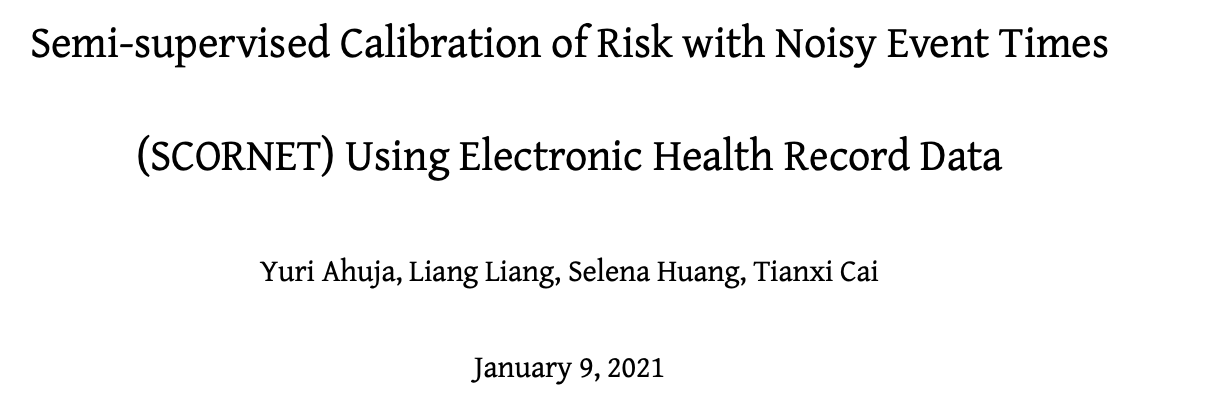 Semi-supervised Calibration of Risk with Noisy Event Times
(SCORNET) Using Electronic Health Record Data
Yuri Ahuja, Liang Liang, Selena Huang, Tianxi Cai
January 9, 2021